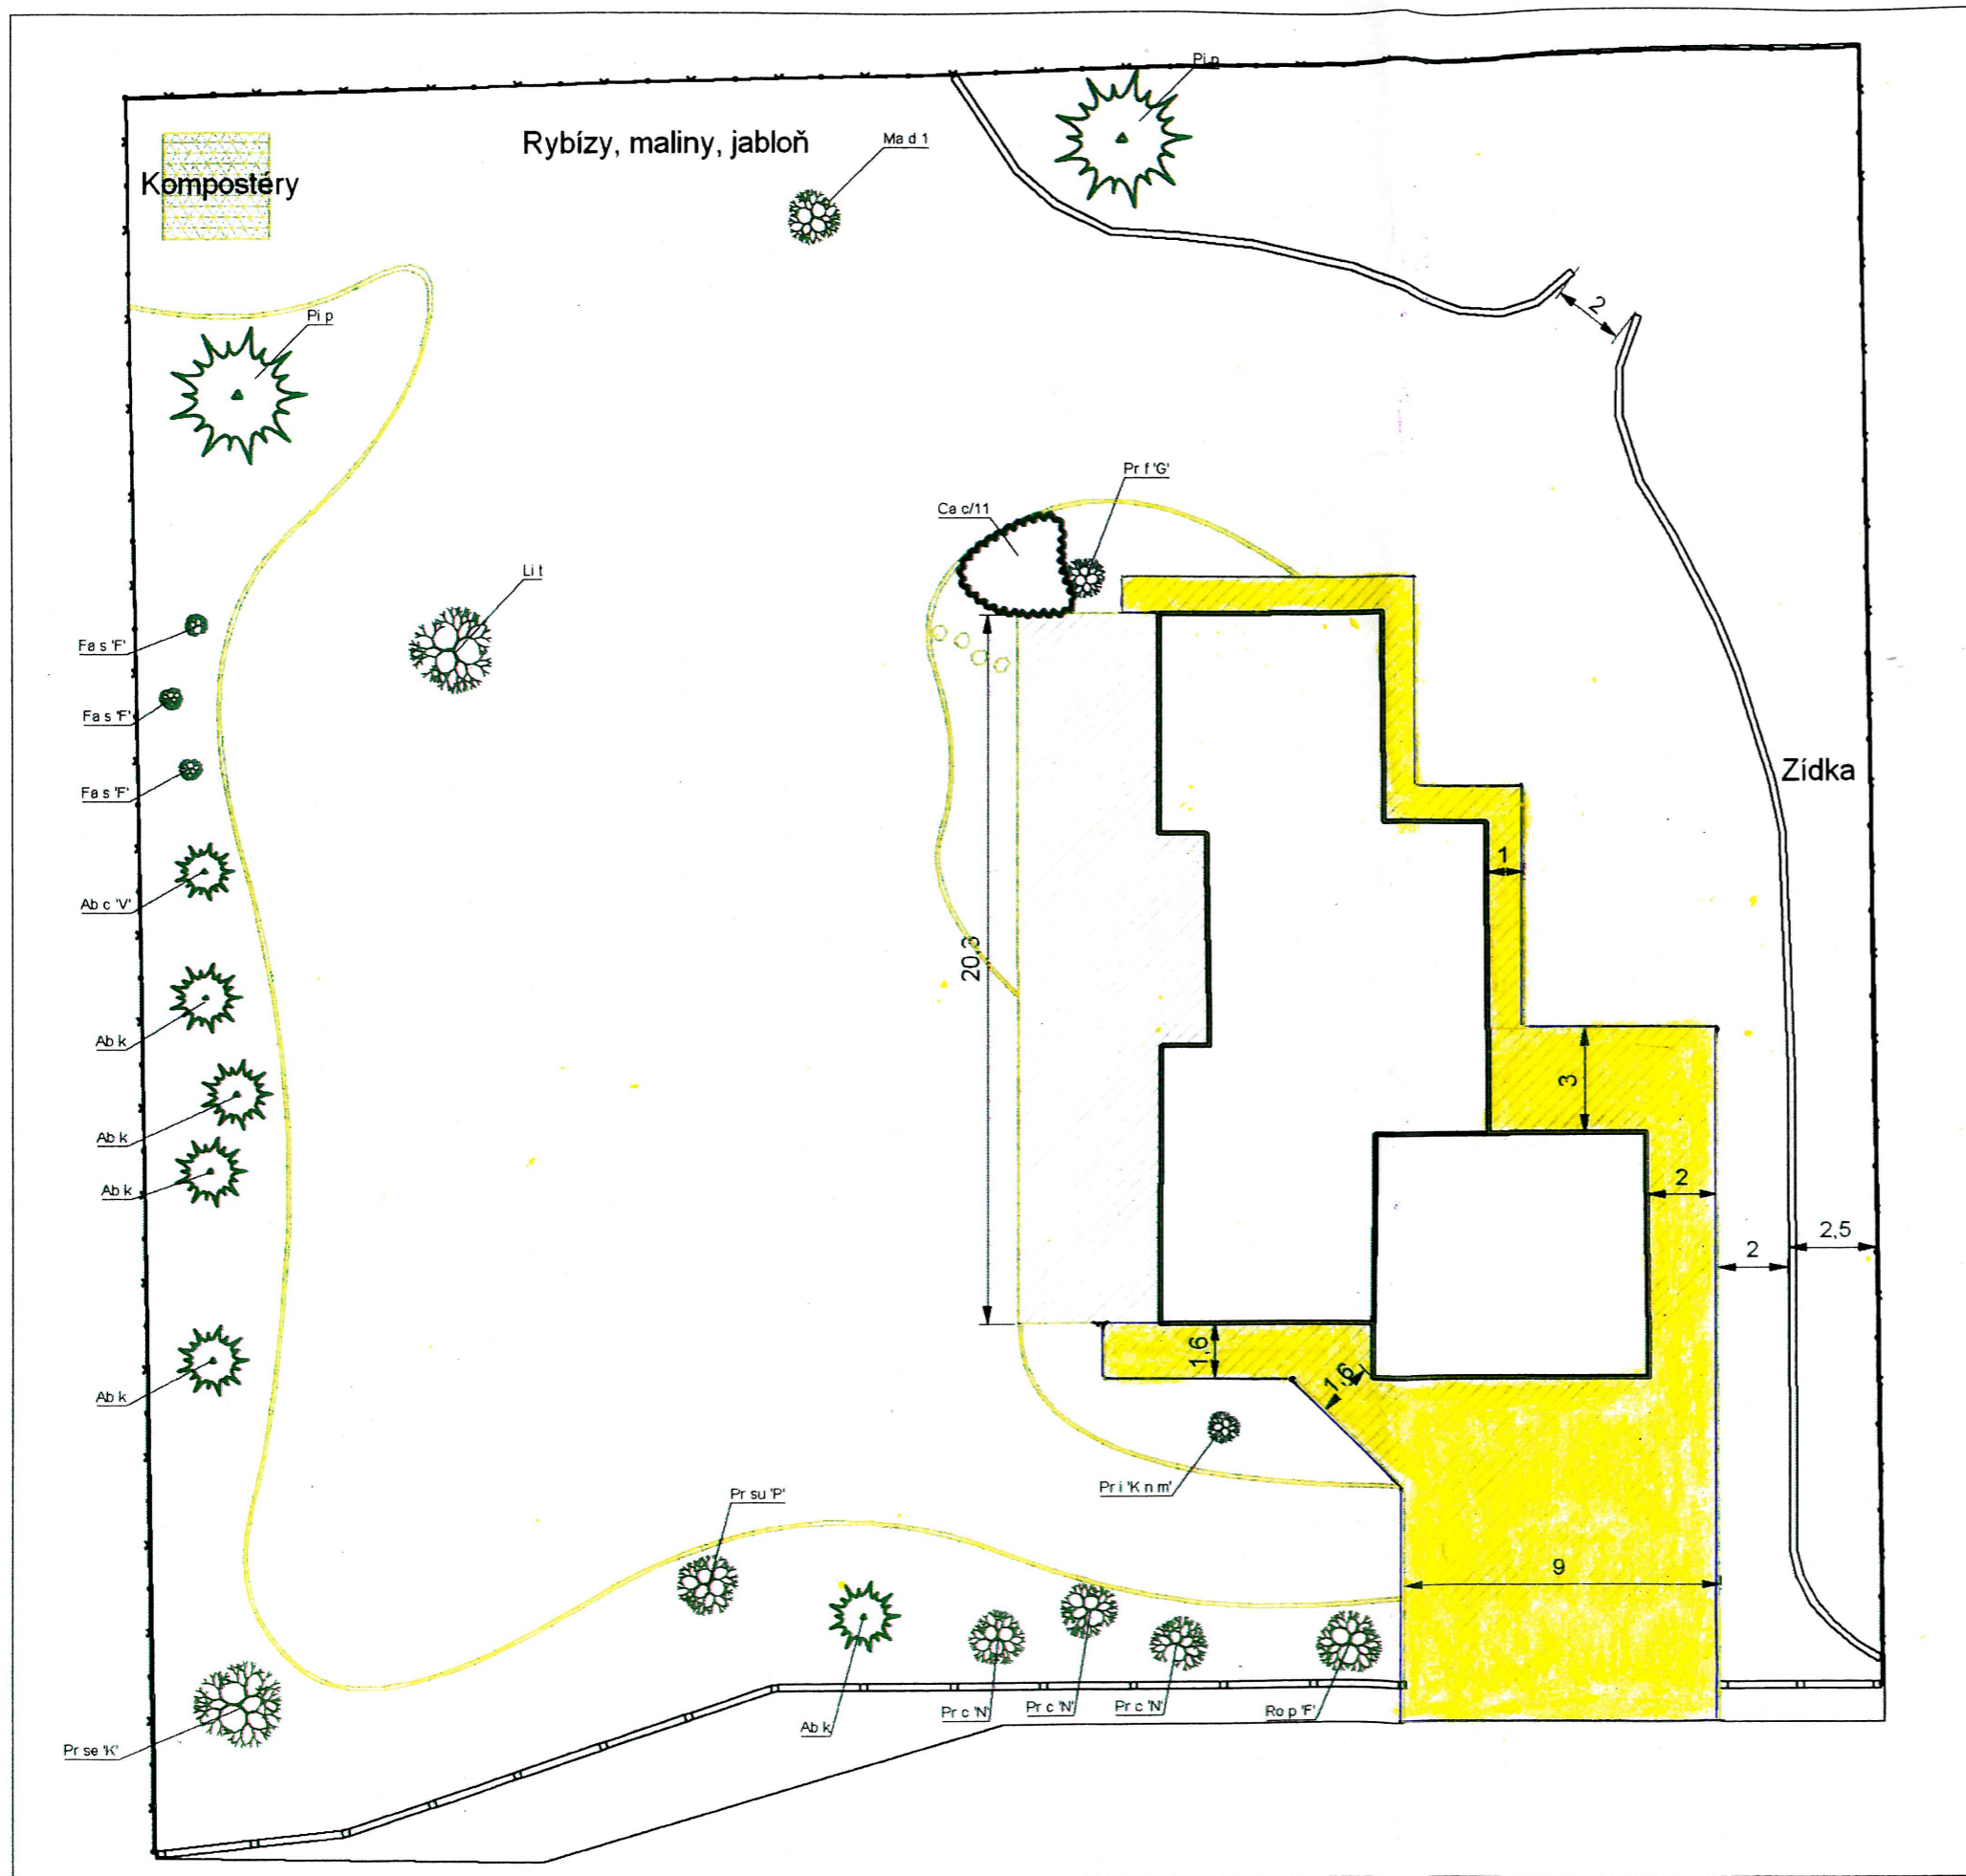 Pi p
Rybízy, maliny, jabloň
Ma d 1
Kompostéry
2
Pi p
Pr f 'G'
Ca c/11
Li t
Fa s 'F'
Fa s 'F'
Zídka
Fa s 'F'
1
Ab c 'V'
20,3
Ab k
3
Ab k
Ab k
2
2,5
2
1,6
1,6
Ab k
Pr i 'K n m'
Pr su 'P'
9
Pr c 'N'
Pr c 'N'
Pr c 'N'
Ro p 'F'
Ab k
Pr se 'K'